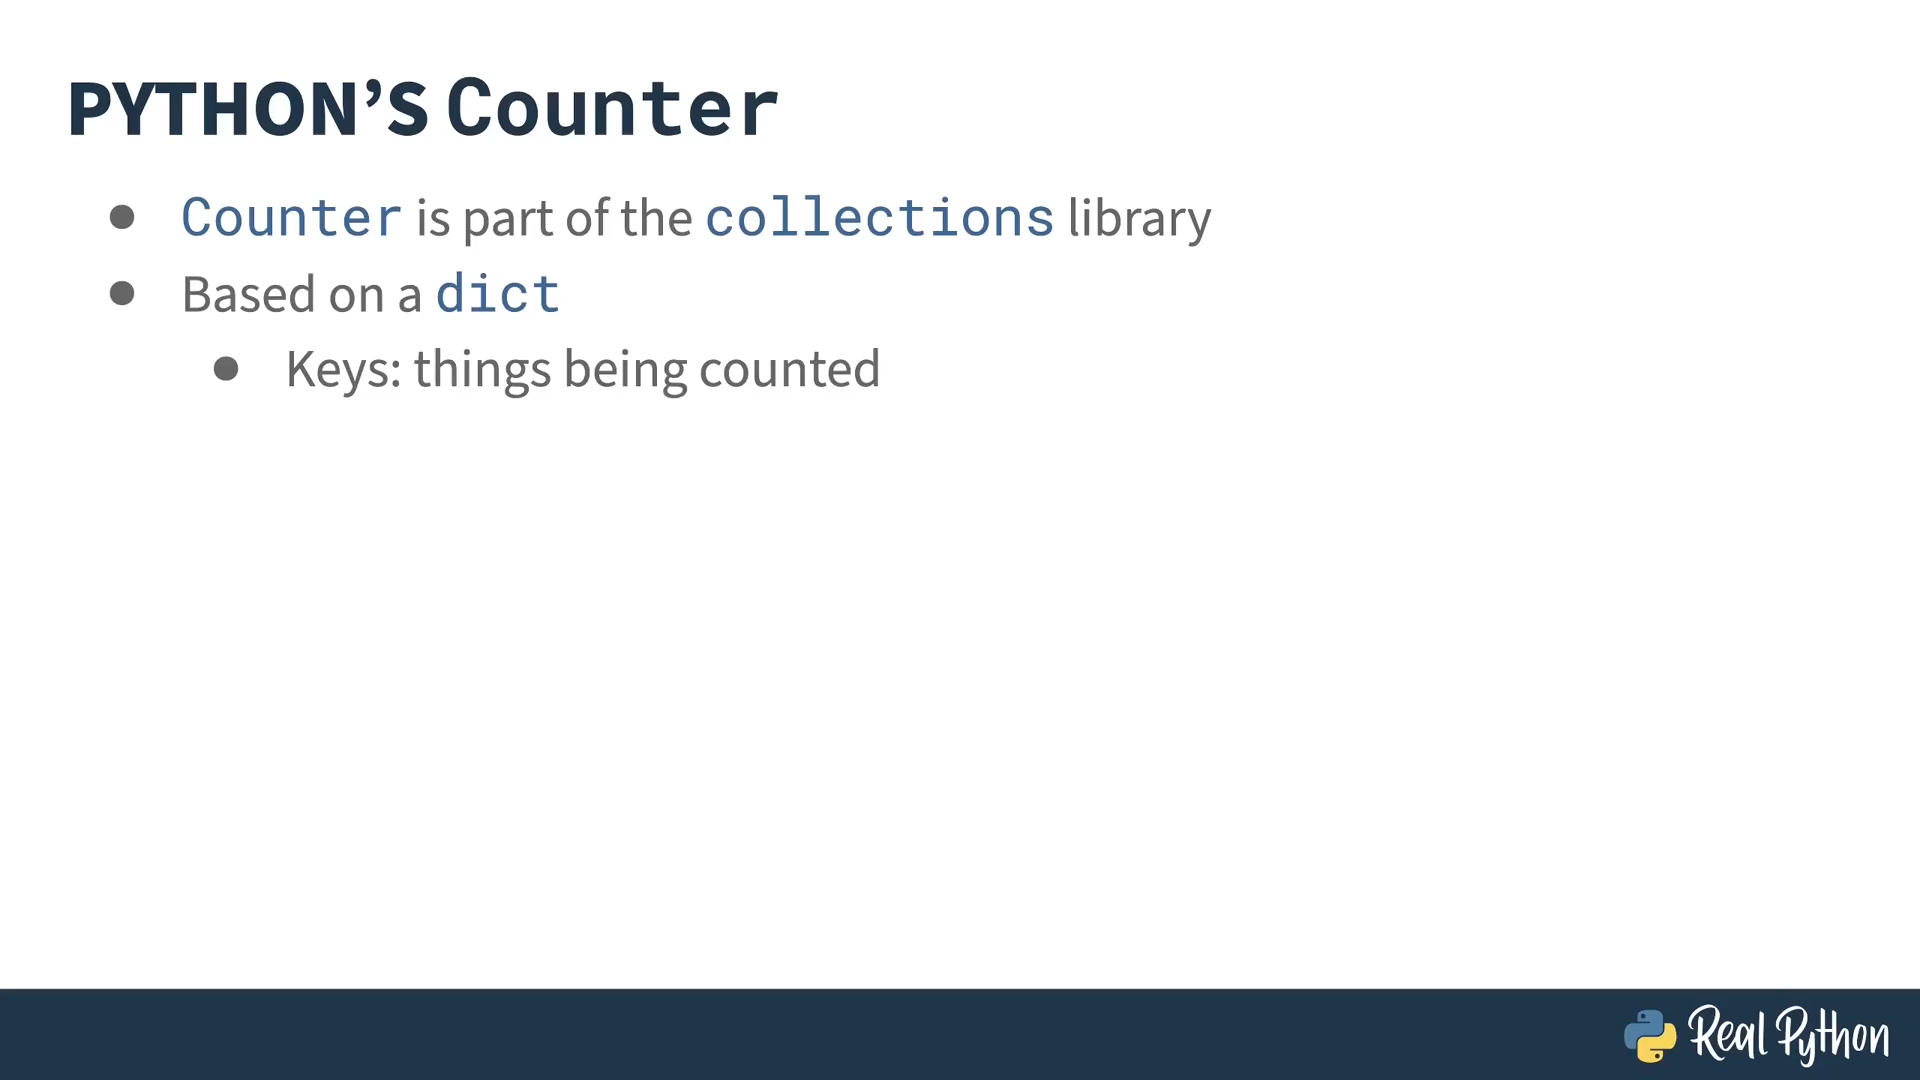 PYTHON’S Counter
● Counter is part of the collections library
● Based on a dict
● Keys: things being counted
Real Python